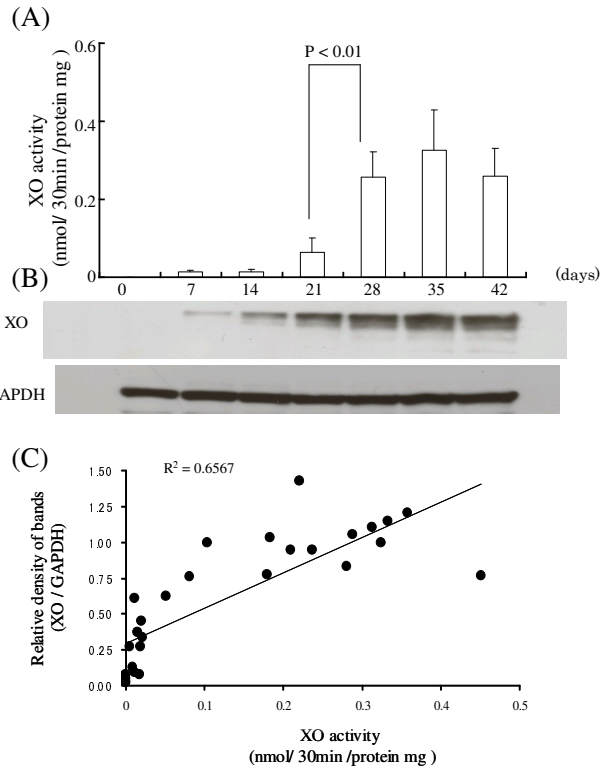 (A)
P < 0.01
XO activity
(nmol/ 30min /protein mg )
0.6
0.4
0.2
0
0 7 14 21 28 35 42 (days)
(B)
XO
APDH
(C)
R² = 0.6567
Relative density of bands
(XO / GAPDH)
1.50
1.25
1.00
0.75
0.50
0.25
0.00
0 0.1 0.2 0.3 0.4 0.5
XO activity
(nmol/ 30min /protein mg )